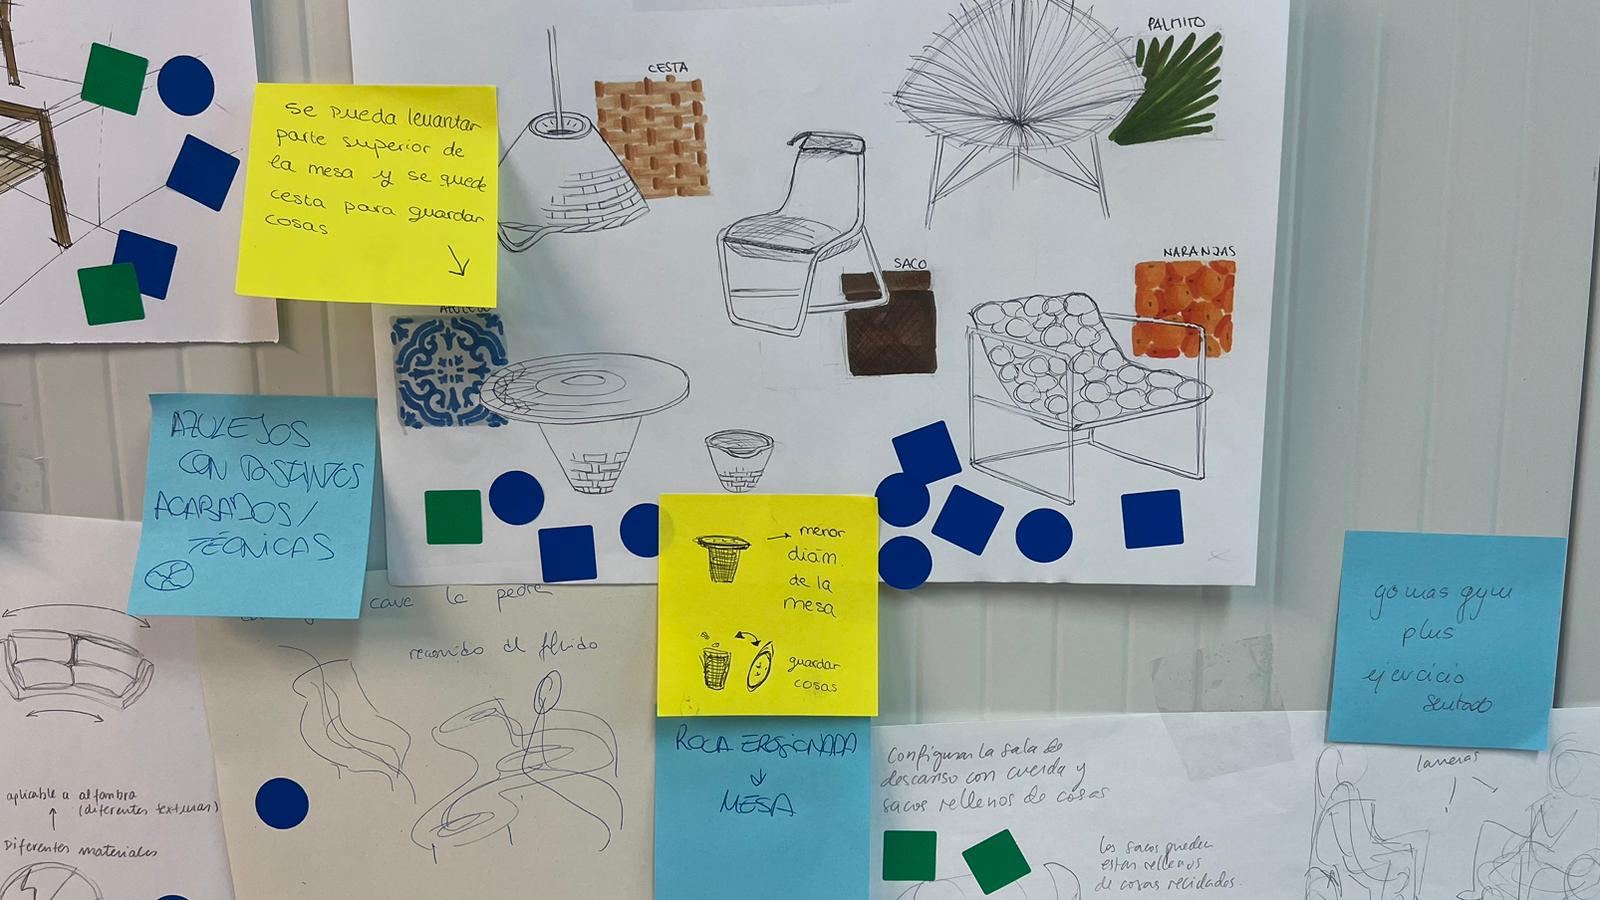 se pueda levantar
parte superior de
la mesa y se quede
cesta para guardar
cosas
CESTA
PALMITO
SACO
NARANJAS
AZULEJO
AZULEJOS
CON DISTINTOS
ACABADOS/
TÉCNICAS
menor
diám.
de la
mesa
guardar
cosas
ROCA EROSIONADA
MESA
cave la pedra
recorrido del fluido
gomas gym
plus
ejercicio
sentado
Configurar la sala de
descanso con cuerda y
sacos rellenos de cosas
los sacos pueden
estar rellenos
de cosas recicladas.
aplicable a alfombra
(diferentes texturas)
Diferentes materiales